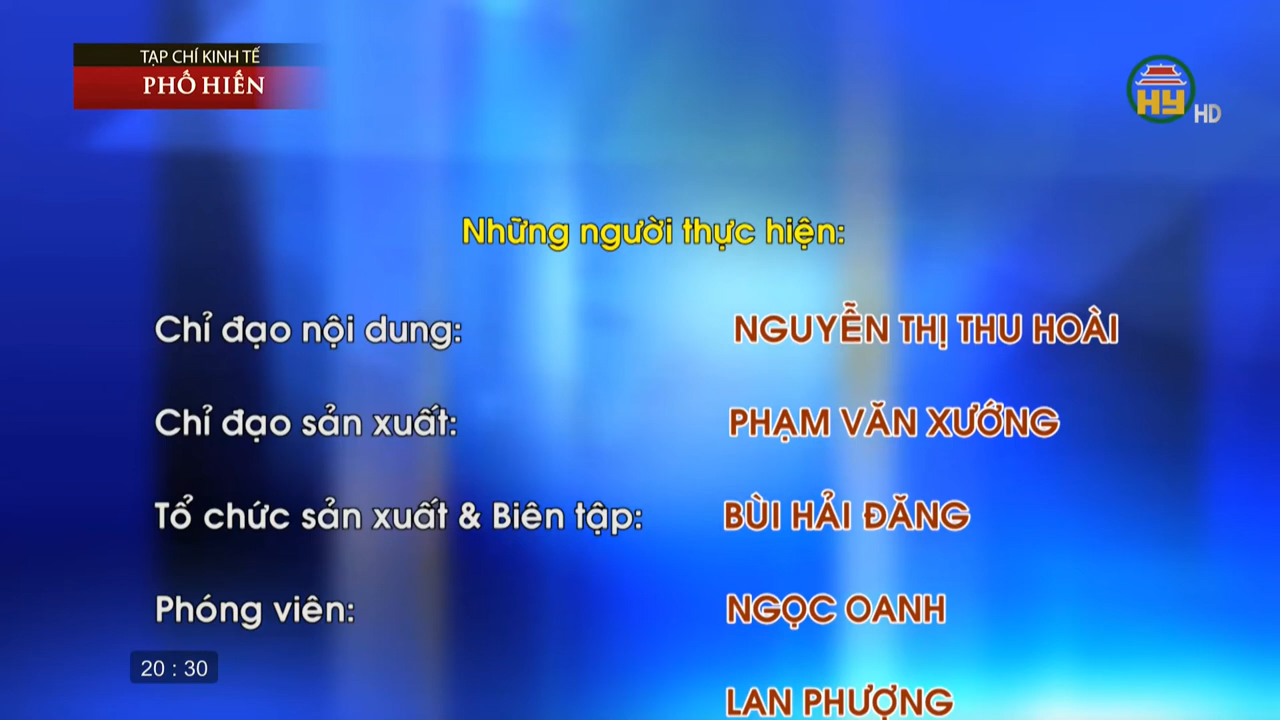 TẠP CHÍ KINH TẾ
PHỐ HIẾN
HY HD
Những người thực hiện:
Chỉ đạo nội dung: NGUYỄN THỊ THU HOÀI
Chỉ đạo sản xuất: PHẠM VĂN XƯỚNG
Tổ chức sản xuất & Biên tập: BÙI HẢI ĐĂNG
Phóng viên: NGỌC OANH
20 : 30
LAN PHƯỢNG